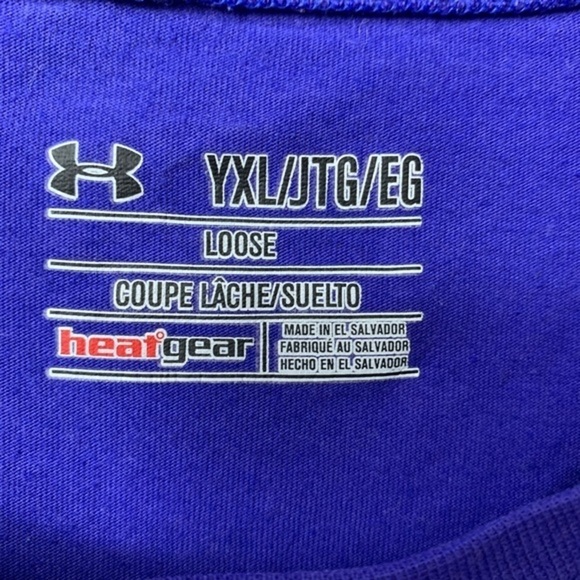 YXL/JTG/EG
LOOSE
COUPE LÂCHE/SUELTO
heatgear
MADE IN EL SALVADOR
FABRIQUÉ AU SALVADOR
HECHO EN EL SALVADOR